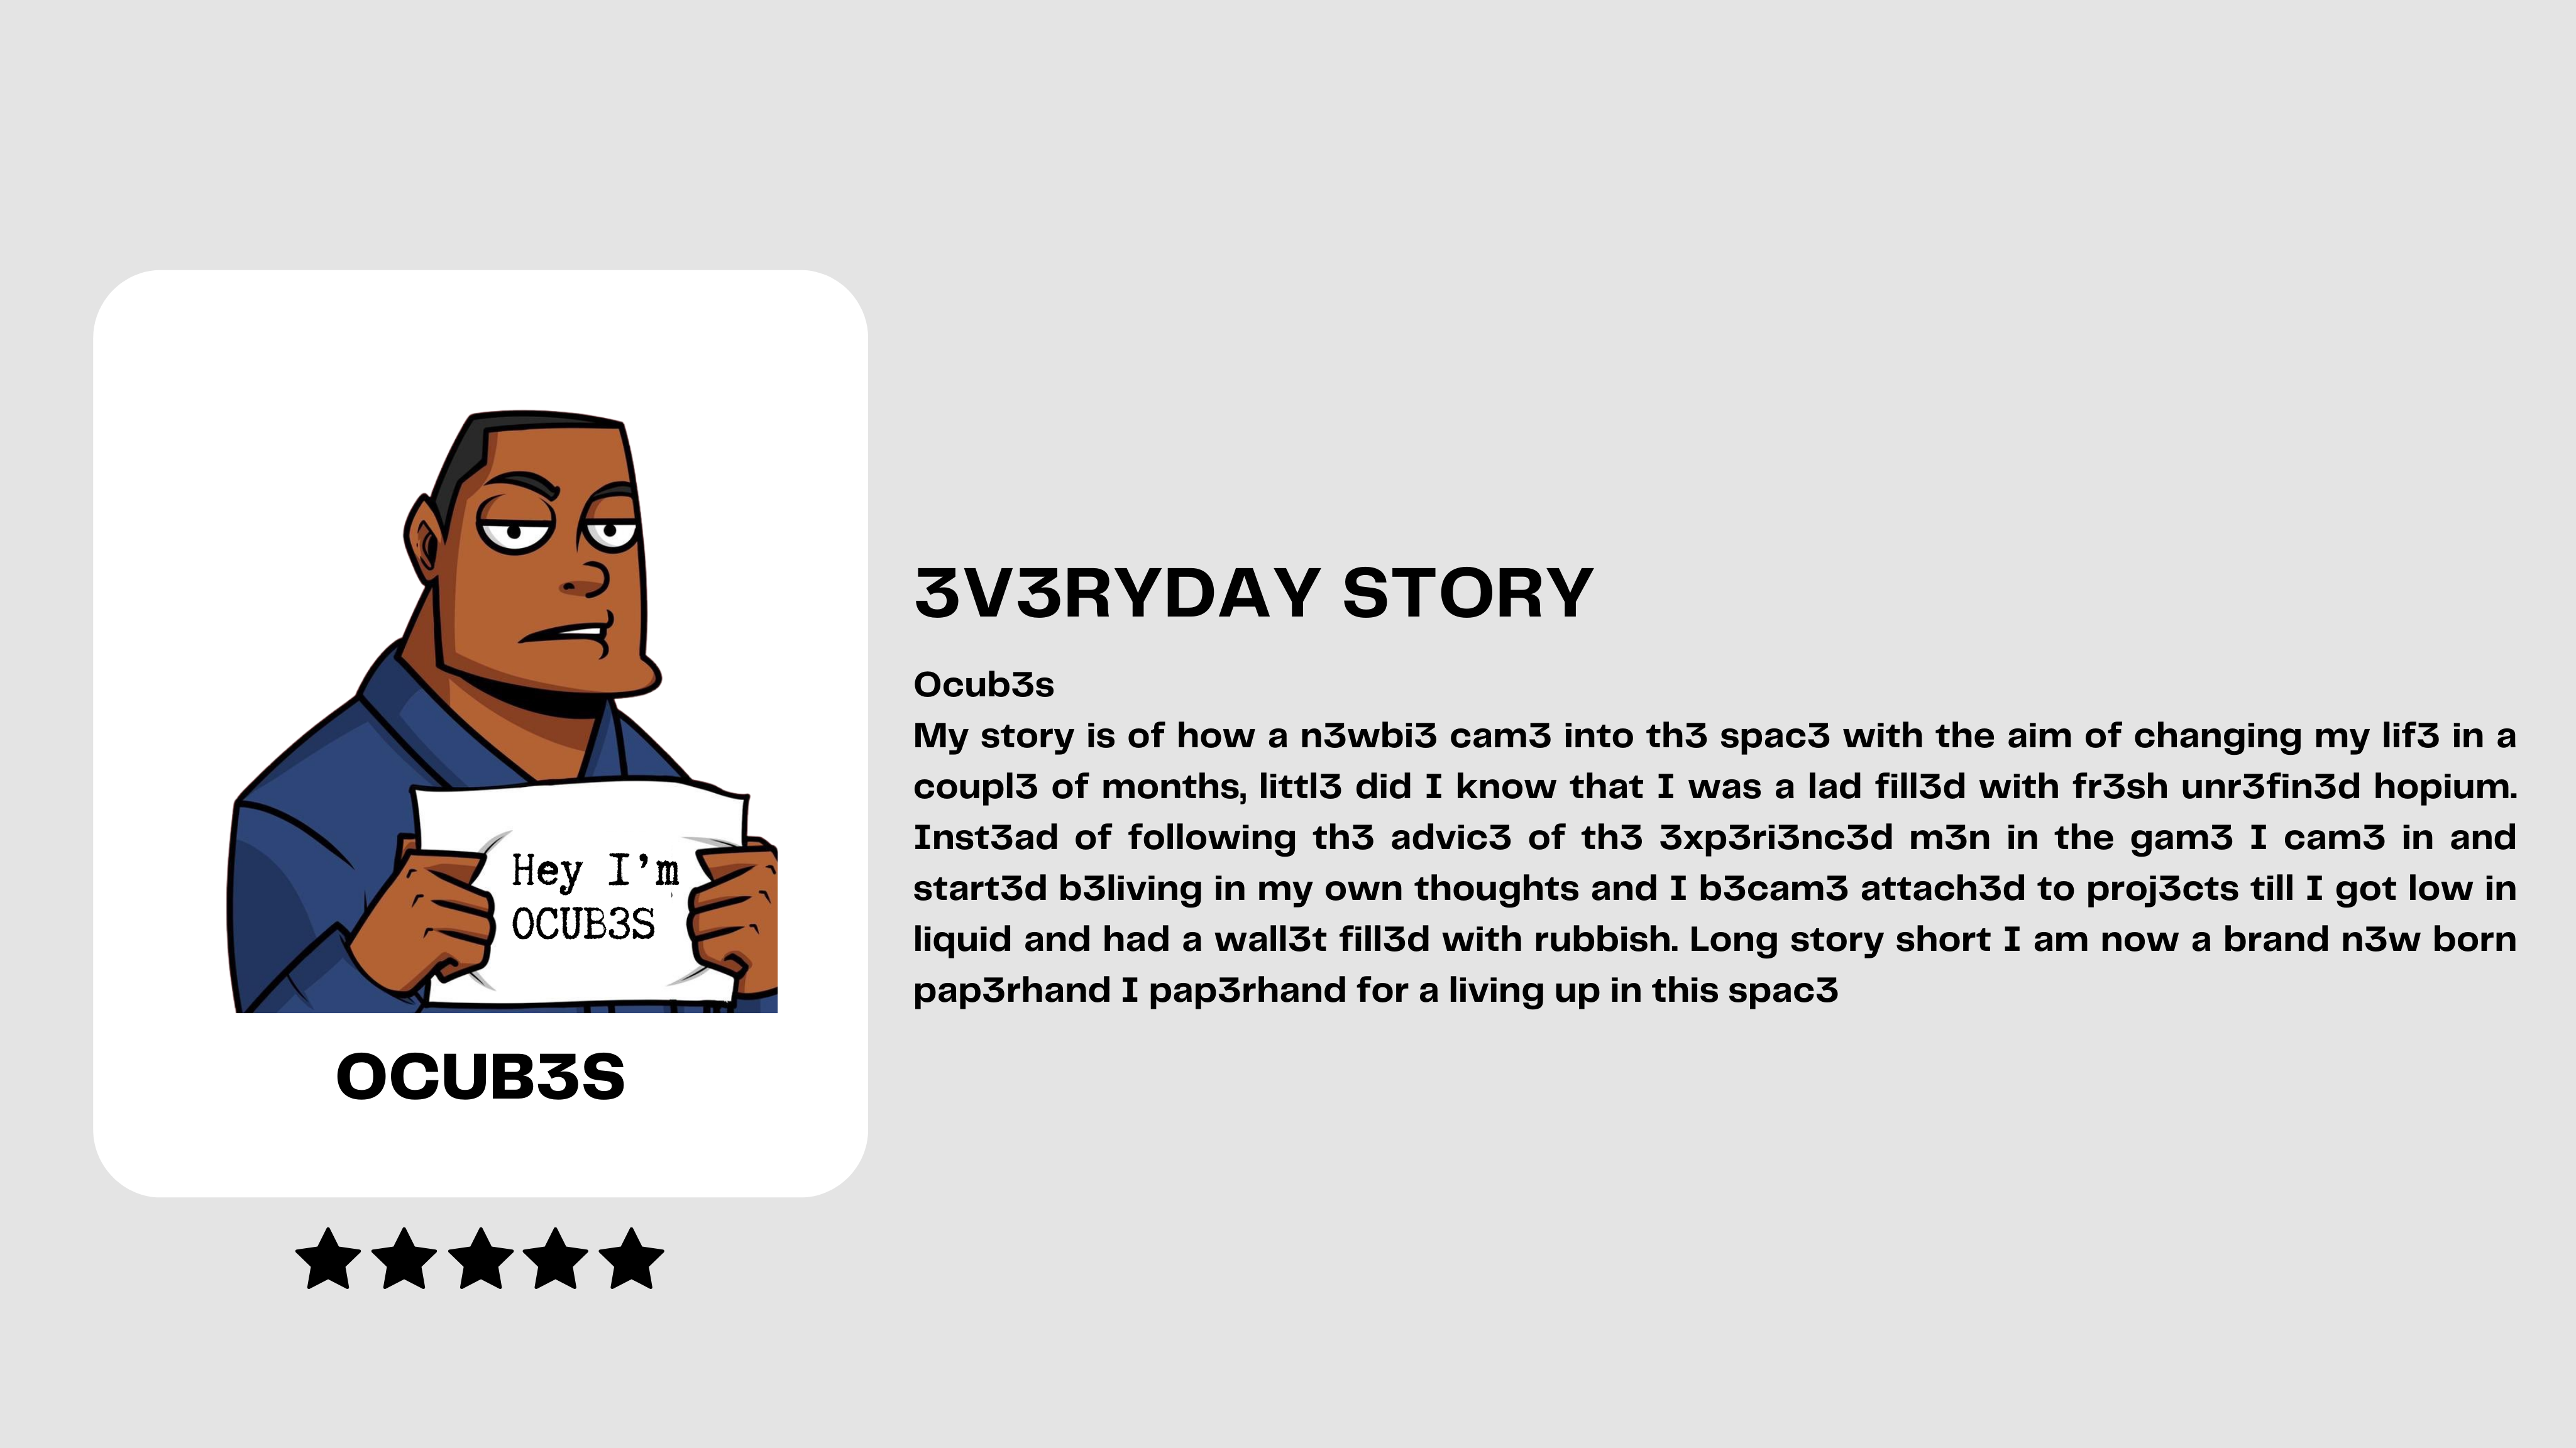 Hey I'm
OCUB3S
OCUB3S
3V3RYDAY STORY
Ocub3s
My story is of how a n3wbi3 cam3 into th3 spac3 with the aim of changing my lif3 in a
coupl3 of months, littl3 did I know that I was a lad fill3d with fr3sh unr3fin3d hopium.
Inst3ad of following th3 advic3 of th3 3xp3ri3nc3d m3n in the gam3 I cam3 in and
start3d b3living in my own thoughts and I b3cam3 attach3d to proj3cts till I got low in
liquid and had a wall3t fill3d with rubbish. Long story short I am now a brand n3w born
pap3rhand I pap3rhand for a living up in this spac3